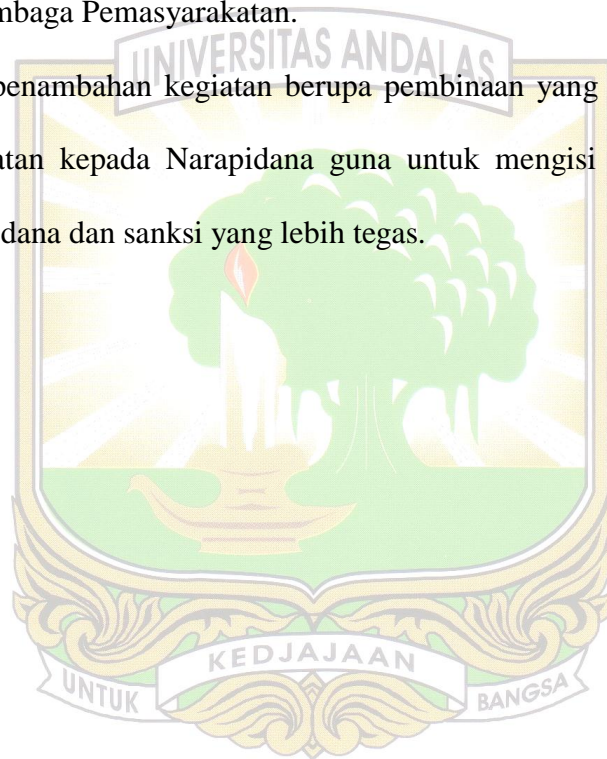 mbaga Pemasyarakatan.
UNIVERSITAS ANDALAS
penambahan kegiatan berupa pembinaan yang
atan kepada Narapidana guna untuk mengisi
dana dan sanksi yang lebih tegas.
KEDJAJAAN
UNTUK BANGSA